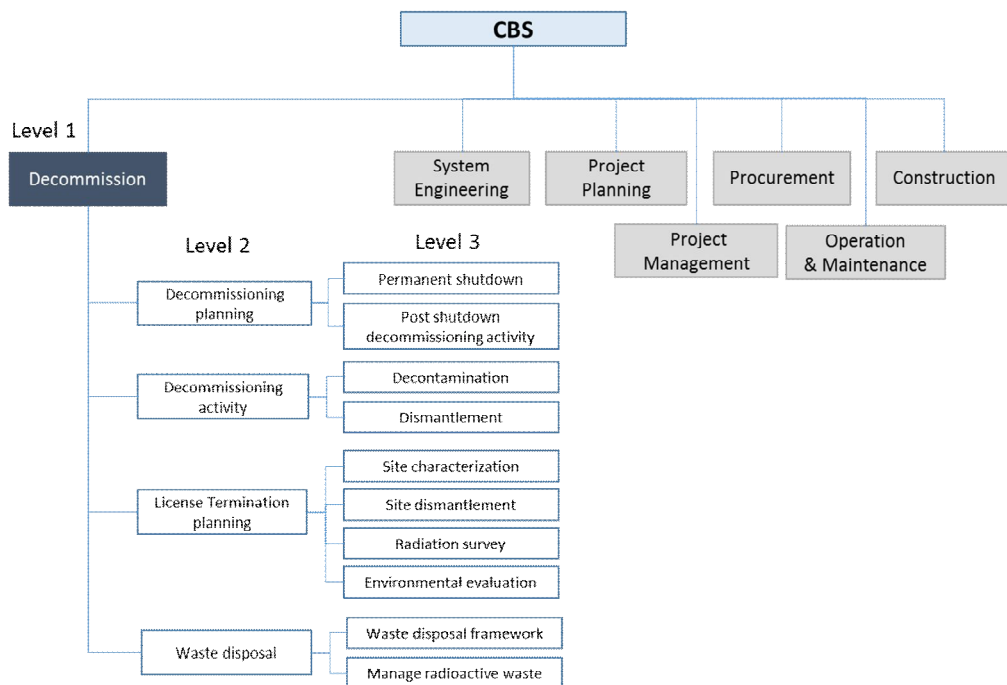 CBS
Level 1
Decommission
System
Engineering
Project
Planning
Procurement
Construction
Project
Management
Operation
& Maintenance
Level 2
Level 3
Decommissioning
planning
Permanent shutdown
Post shutdown
decommissioning activity
Decommissioning
activity
Decontamination
Dismantlement
License Termination
planning
Site characterization
Site dismantlement
Radiation survey
Environmental evaluation
Waste disposal
Waste disposal framework
Manage radioactive waste